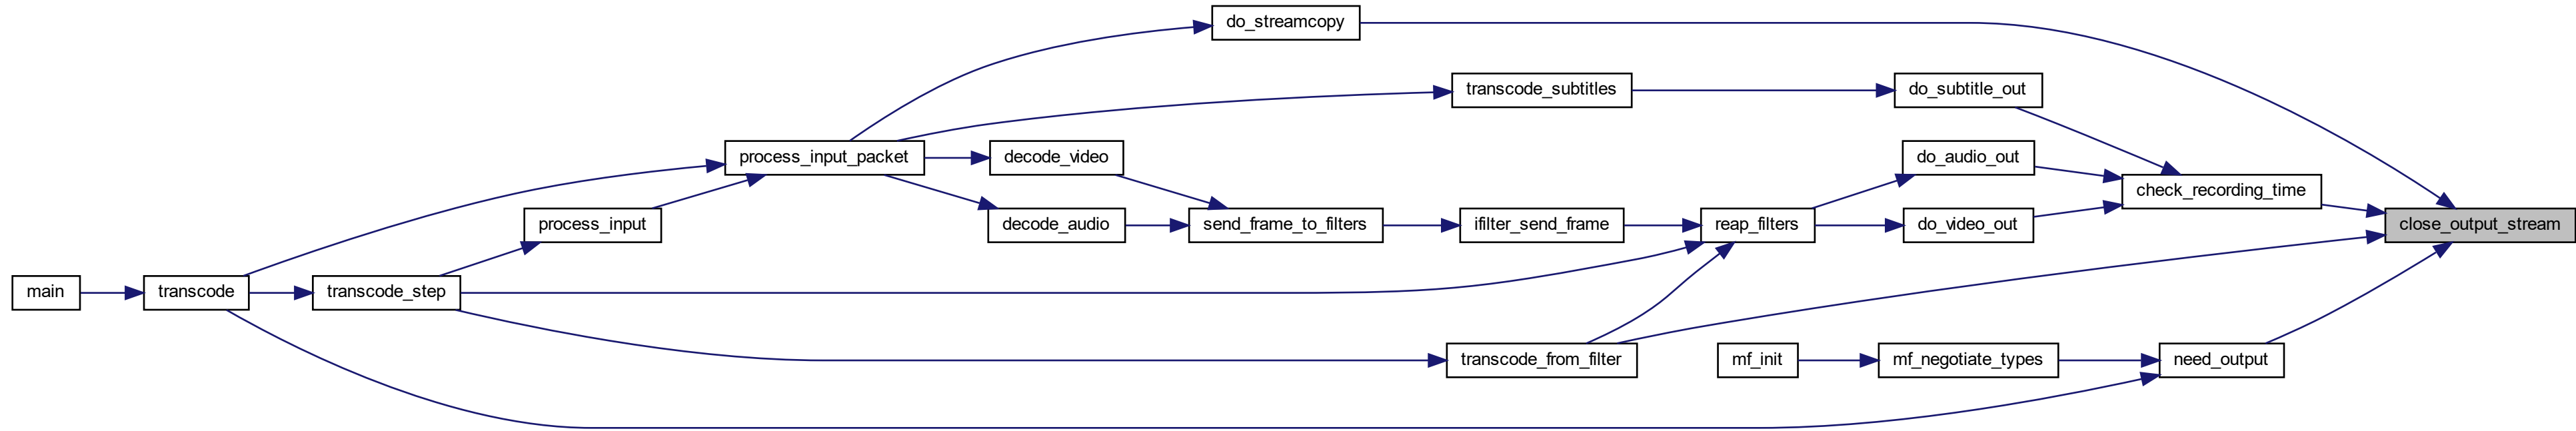 do_streamcopy
transcode_subtitles
do_subtitle_out
process_input_packet
decode_video
do_audio_out
check_recording_time
process_input
decode_audio
send_frame_to_filters
ifilter_send_frame
reap_filters
do_video_out
close_output_stream
main
transcode
transcode_step
transcode_from_filter
mf_init
mf_negotiate_types
need_output